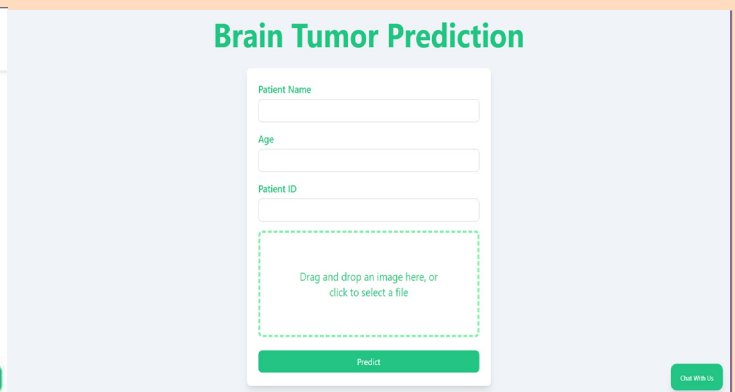 Brain Tumor Prediction
Patient Name
Age
Patient ID
Drag and drop an image here, or
click to select a file
Predict
Chat With Us